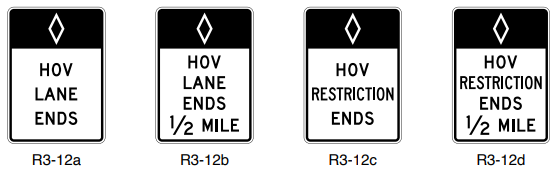 HOV
LANE
ENDS
R3-12a
HOV
LANE
ENDS
1/2 MILE
R3-12b
HOV
RESTRICTION
ENDS
R3-12c
HOV
RESTRICTION
ENDS
1/2 MILE
R3-12d